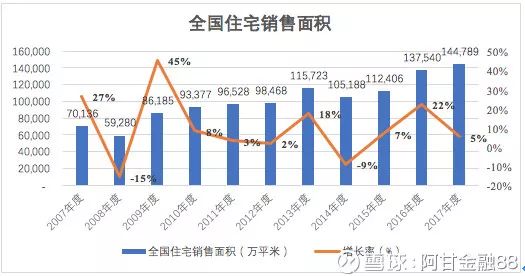 全国住宅销售面积
160,000
140,000
120,000
100,000
80,000
60,000
40,000
20,000
-
50%
40%
30%
20%
10%
0%
-10%
-20%
70,136
59,280
86,185
93,377
96,528
98,468
115,723
105,188
112,406
137,540
144,789
27%
-15%
45%
8%
3%
2%
18%
-9%
7%
22%
5%
2007年度
2008年度
2009年度
2010年度
2011年度
2012年度
2013年度
2014年度
2015年度
2016年度
2017年度
全国住宅销售面积（万平米）
增长率（%）
雪球：阿甘金融88